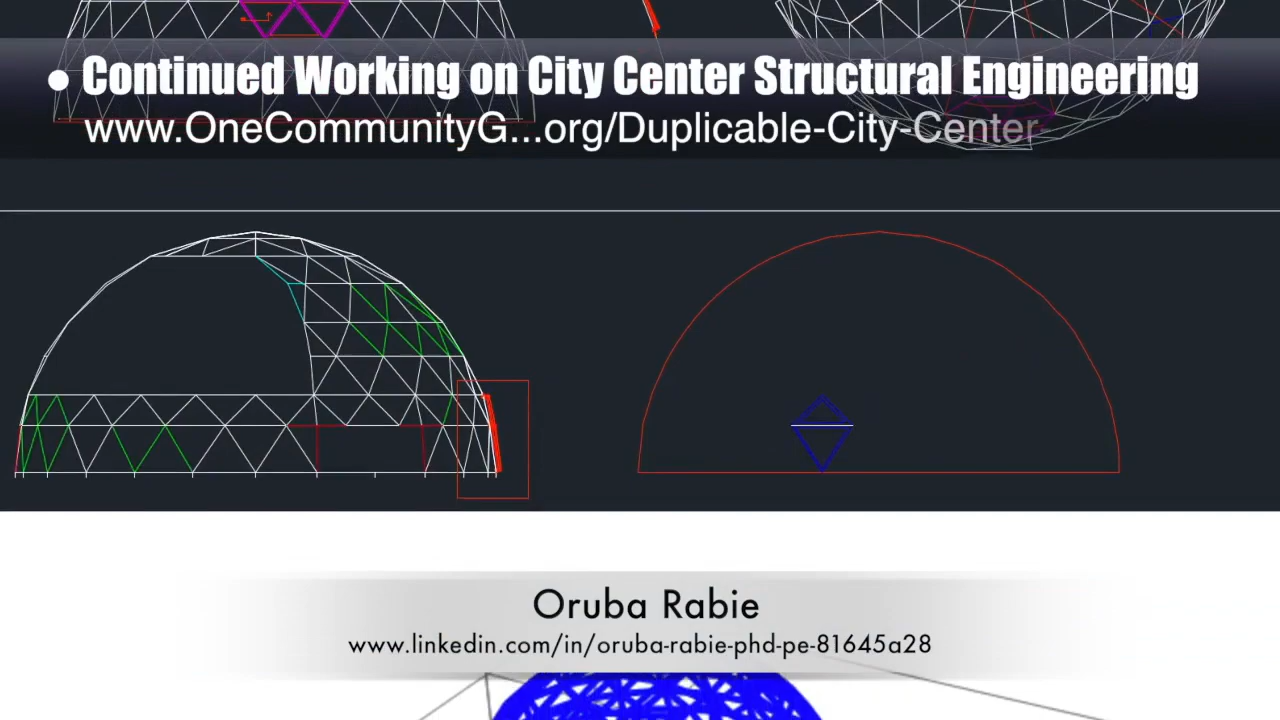 • Continued Working on City Center Structural Engineering
www.OneCommunityG...org/Duplicable-City-Center
Oruba Rabie
www.linkedin.com/in/oruba-rabie-phd-pe-81645a28